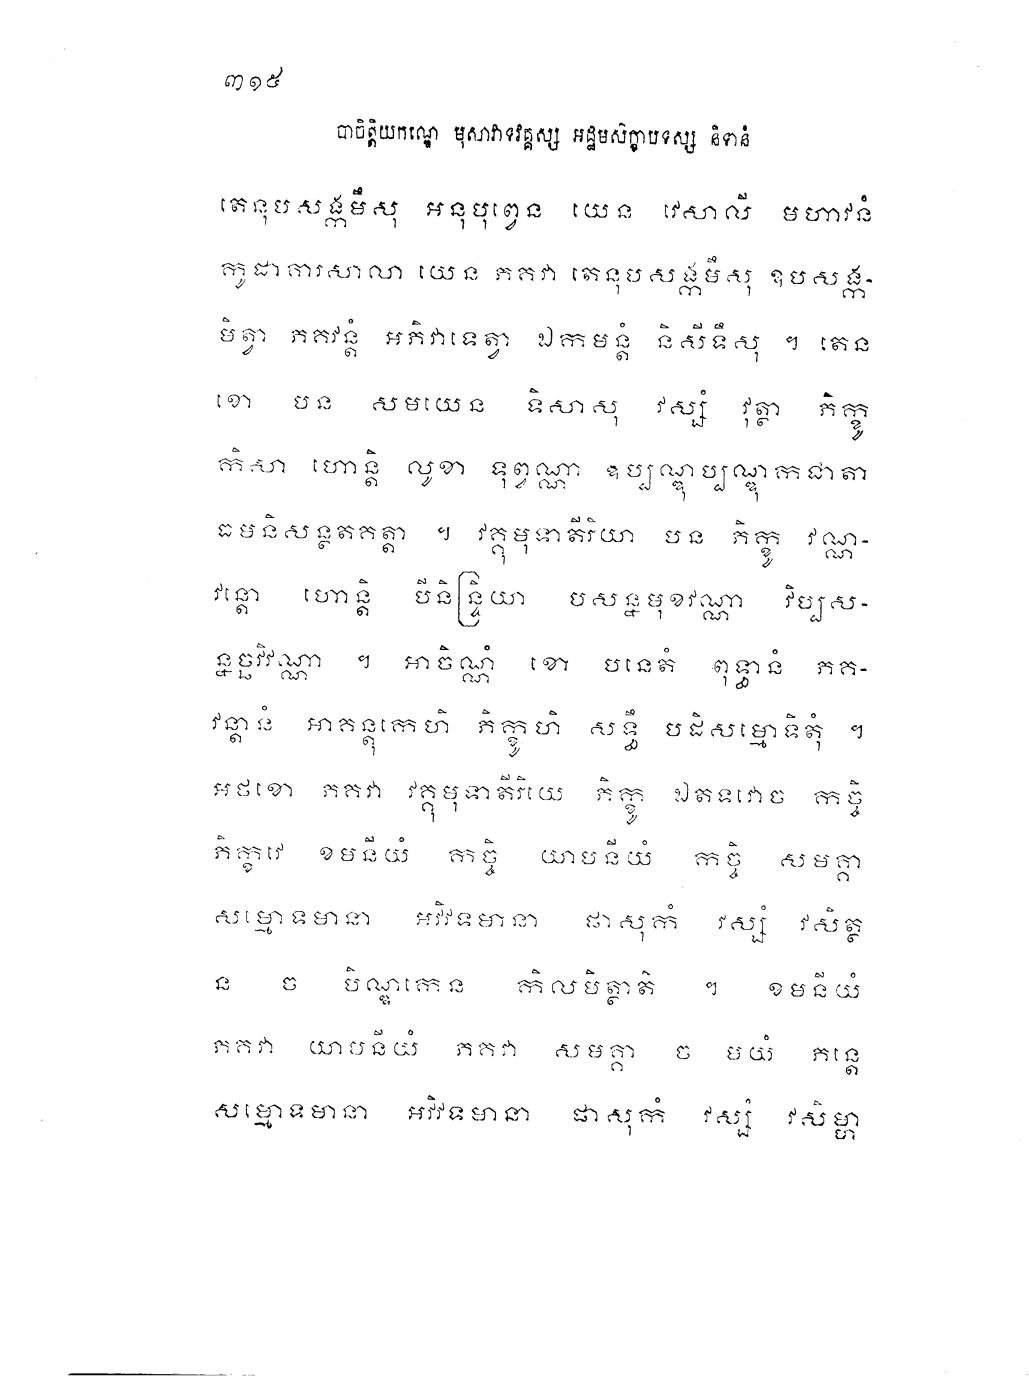 ៣១៥
បាចិត្តិយកណ្ឌេ មុសាវាទវគ្គស្ស អដ្ឋមសិក្ខាបទស្ស និទានំ
តេនុបសង្កមឹសុ អនុបុព្វេន យេន វេសាលី មហាវនំ
កូដាគារសាលា យេន ភគវា តេនុបសង្កមឹសុ ឧបសង្ក-
មិត្វា ភគវន្តំ អភិវាទេត្វា ឯកមន្តំ និសីទឹសុ ។ តេន
ខោ បន សមយេន ទិសាសុ វស្សំ វុត្ថា ភិក្ខូ
កិសា ហោន្តិ លូខា ទុព្វណ្ណា ឧប្បណ្ឌុប្បណ្ឌុកជាតា
ធមនិសន្ថតគត្តា ។ វគ្គុមុទាតីរិយា បន ភិក្ខូ វណ្ណ-
វន្តោ ហោន្តិ បីនិន្ទ្រិយា បសន្នមុខវណ្ណា វិប្បស-
ន្នច្ឆវិវណ្ណា ។ អាចិណ្ណំ ខោ បនេតំ ពុទ្ធានំ ភគ-
វន្តានំ អាគន្តុកេហិ ភិក្ខូហិ សទ្ធឹ បដិសម្មោទិតុំ ។
អថខោ ភគវា វគ្គុមុទាតីរិយេ ភិក្ខូ ឯតទវោច កច្ចិ
ភិក្ខវេ ខមនីយំ កច្ចិ យាបនីយំ កច្ចិ សមគ្គា
សម្មោទមានា អវិវទមានា ផាសុកំ វស្សំ វសិត្ថ
ន ច បិណ្ឌកេន កិលមិត្ថាតិ ។ ខមនីយំ
ភគវា យាបនីយំ ភគវា សមគ្គា ច មយំ ភន្តេ
សម្មោទមានា អវិវទមានា ផាសុកំ វស្សំ វសិម្ហា